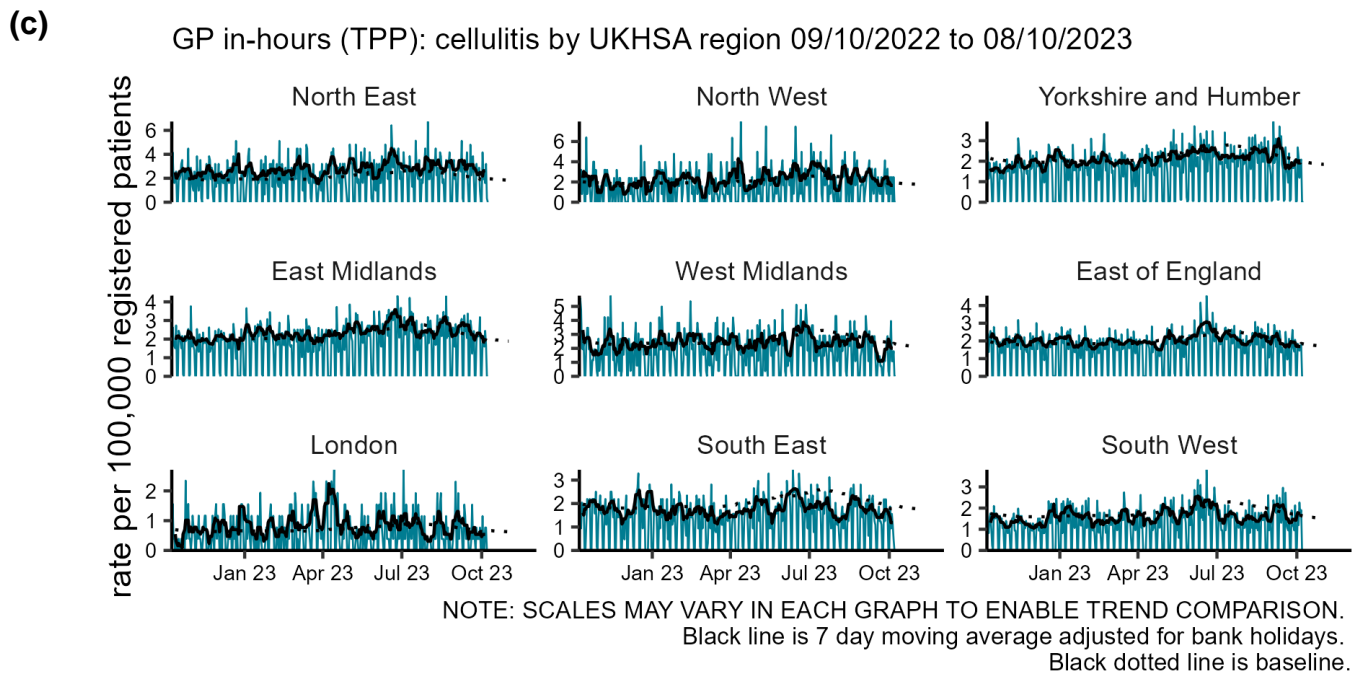 (c)
GP in-hours (TPP): cellulitis by UKHSA region 09/10/2022 to 08/10/2023
rate per 100,000 registered patients
North East
North West
Yorkshire and Humber
6
4
2
0
6
4
2
0
3
2
1
0
East Midlands
West Midlands
East of England
4
3
2
1
0
5
4
3
2
1
0
4
3
2
1
0
London
South East
South West
2
1
0
3
2
1
0
3
2
1
0
Jan 23 Apr 23 Jul 23 Oct 23
Jan 23 Apr 23 Jul 23 Oct 23
Jan 23 Apr 23 Jul 23 Oct 23
NOTE: SCALES MAY VARY IN EACH GRAPH TO ENABLE TREND COMPARISON.
Black line is 7 day moving average adjusted for bank holidays.
Black dotted line is baseline.